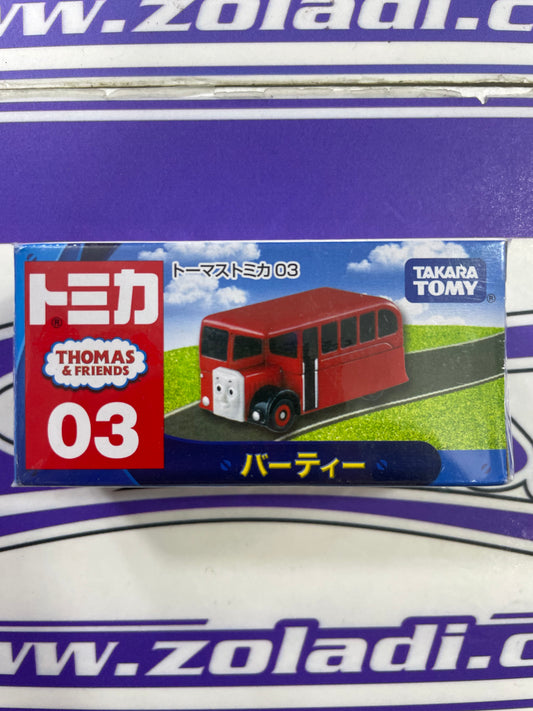 www.zoladi.c
トーマストミカ 03
TAKARA
TOMY®
トミカ®
THOMAS
& FRIENDS™
03
バーティー
www.zoladi.c